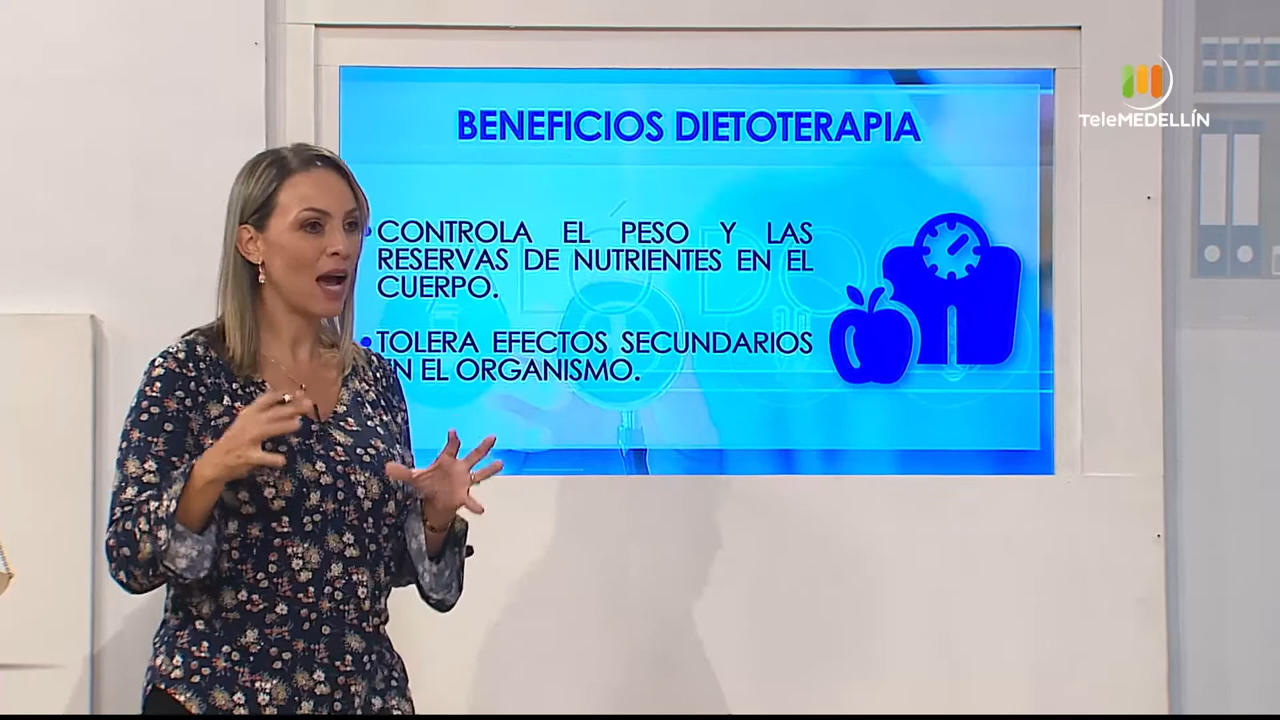 TeleMEDELLÍN
BENEFICIOS DIETOTERAPIA
• CONTROLA EL PESO Y LAS
RESERVAS DE NUTRIENTES EN EL
CUERPO.
• TOLERA EFECTOS SECUNDARIOS
EN EL ORGANISMO.